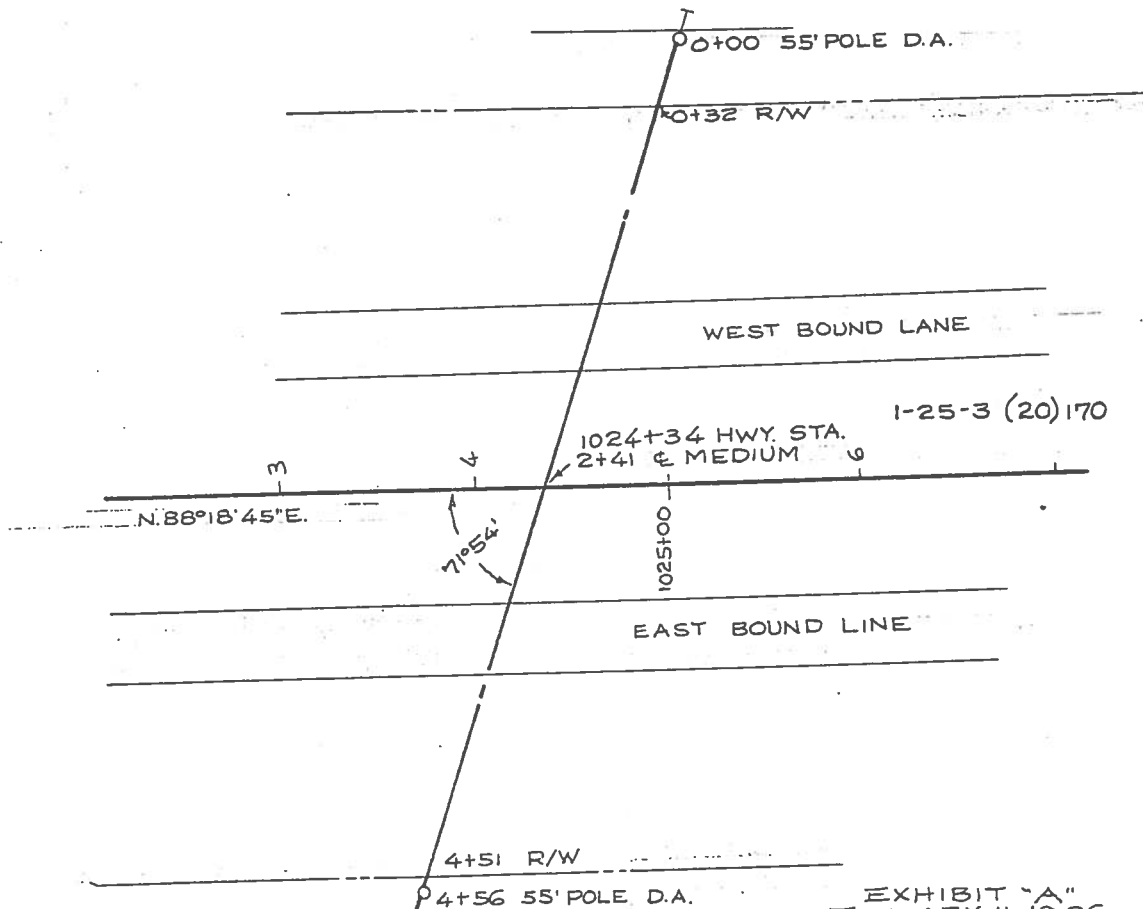 0+00 55' POLE D.A.
0+32 R/W
WEST BOUND LANE
1-25-3 (20) 170
1024+34 HWY. STA.
2+41 ℄ MEDIUM
3
4
6
N. 88° 18' 45" E.
71° 54'
1025+00
EAST BOUND LINE
4+51 R/W
4+56 55' POLE D.A.
EXHIBIT "A"